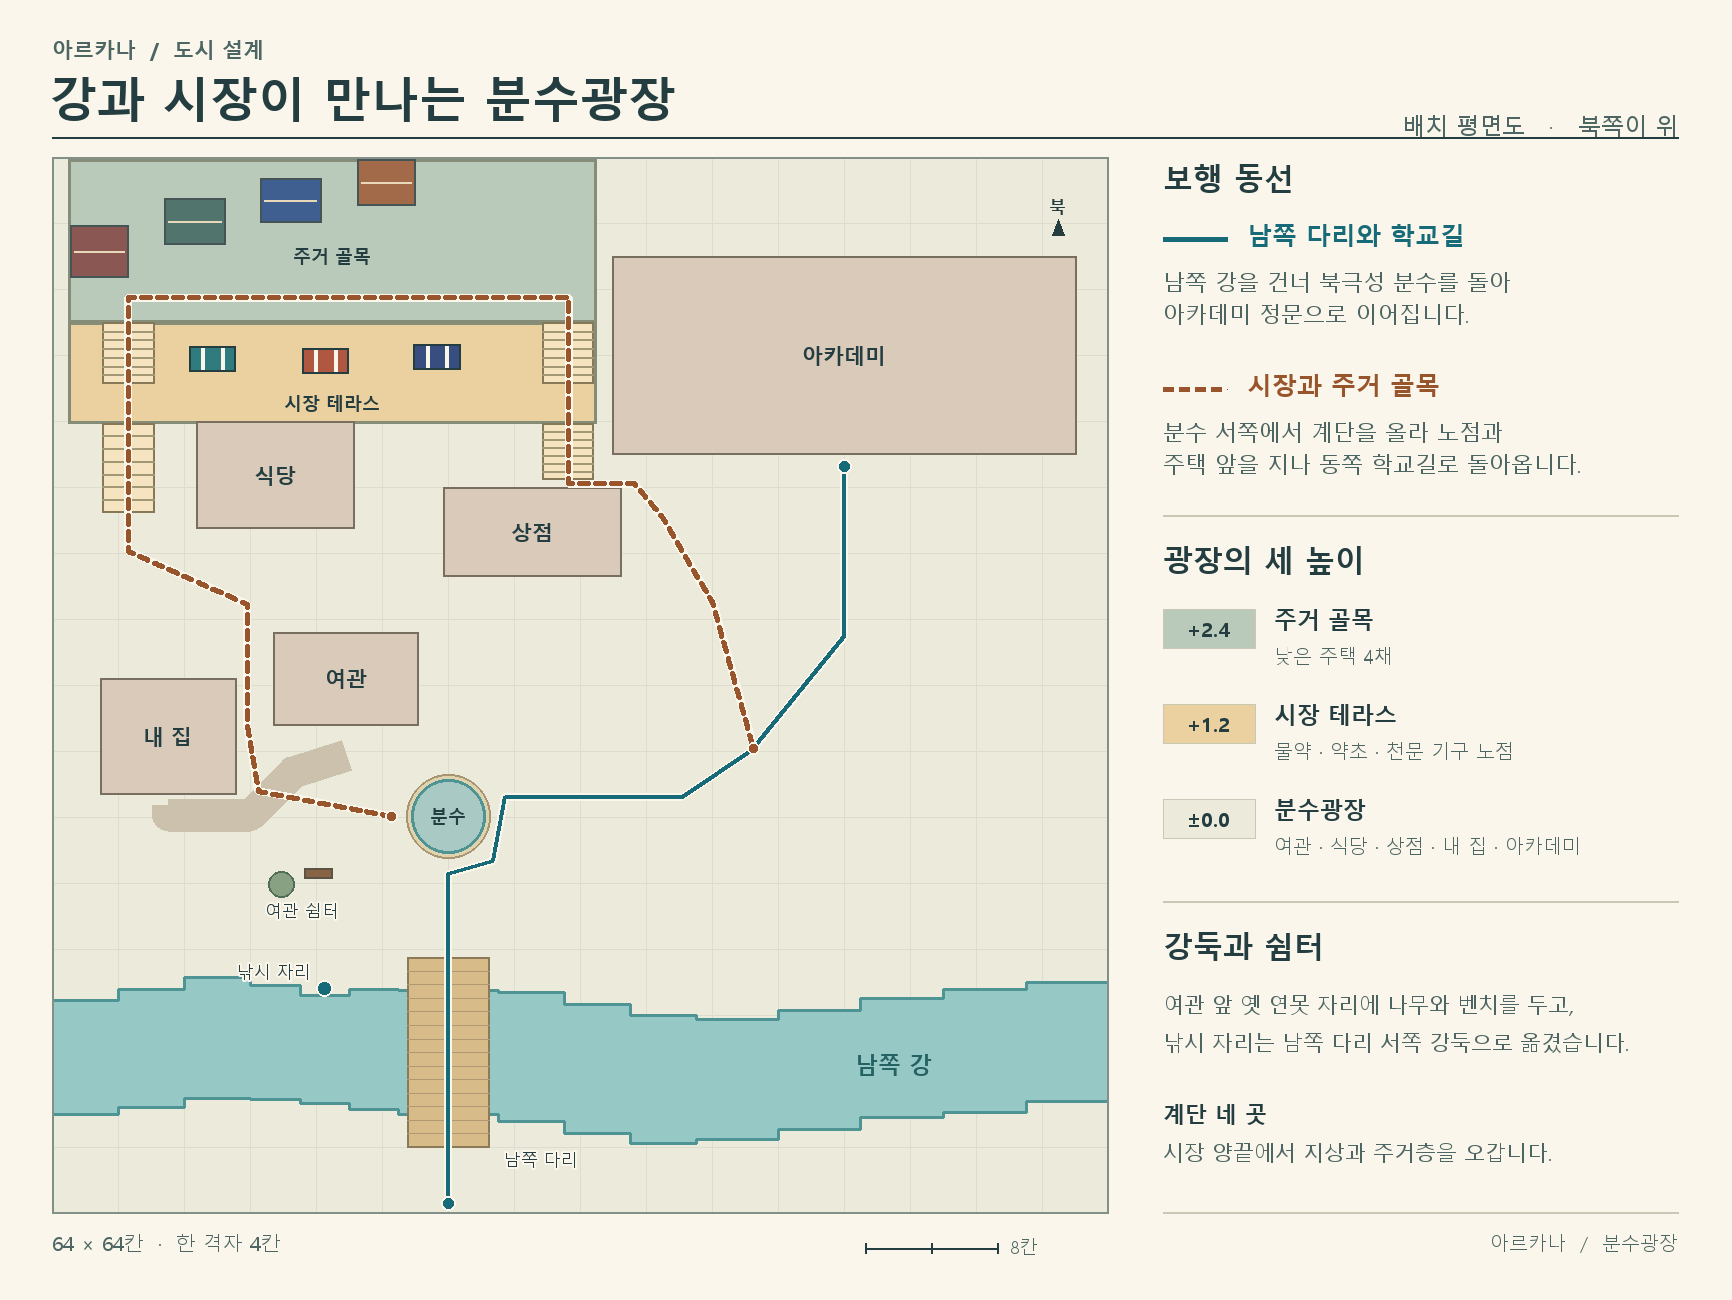 아르카나 / 도시 설계
강과 시장이 만나는 분수광장
배치 평면도 · 북쪽이 위
주거 골목
북
아카데미
시장 테라스
식당
상점
여관
내 집
분수
여관 쉼터
낚시 자리
남쪽 강
남쪽 다리
64 × 64칸 · 한 격자 4칸
8칸
보행 동선
남쪽 다리와 학교길
남쪽 강을 건너 북극성 분수를 돌아
아카데미 정문으로 이어집니다.
시장과 주거 골목
분수 서쪽에서 계단을 올라 노점과
주택 앞을 지나 동쪽 학교길로 돌아옵니다.
광장의 세 높이
+2.4 주거 골목
낮은 주택 4채
+1.2 시장 테라스
물약 · 약초 · 천문 기구 노점
±0.0 분수광장
여관 · 식당 · 상점 · 내 집 · 아카데미
강둑과 쉼터
여관 앞 옛 연못 자리에 나무와 벤치를 두고,
낚시 자리는 남쪽 다리 서쪽 강둑으로 옮겼습니다.
계단 네 곳
시장 양끝에서 지상과 주거층을 오갑니다.
아르카나 / 분수광장